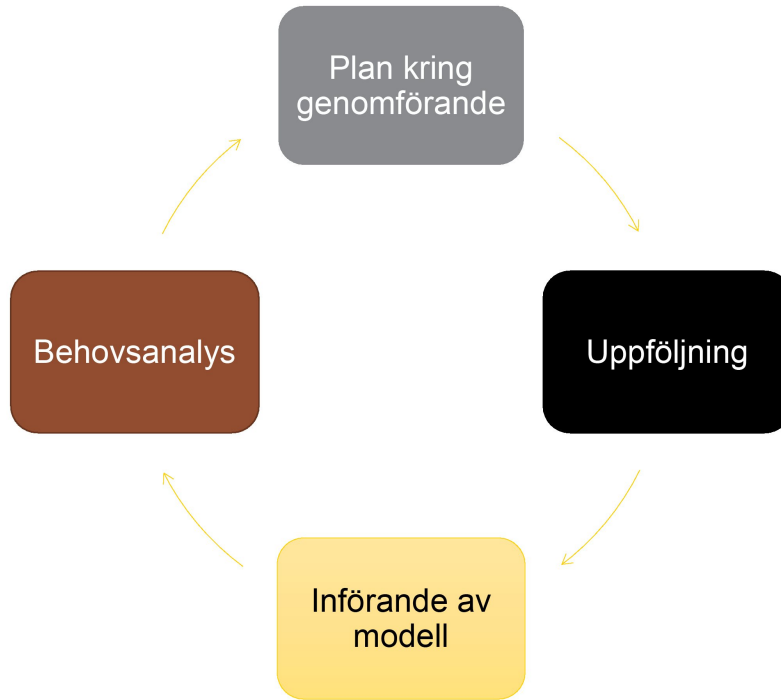 Plan kring
genomförande
Behovsanalys
Uppföljning
Införande av
modell